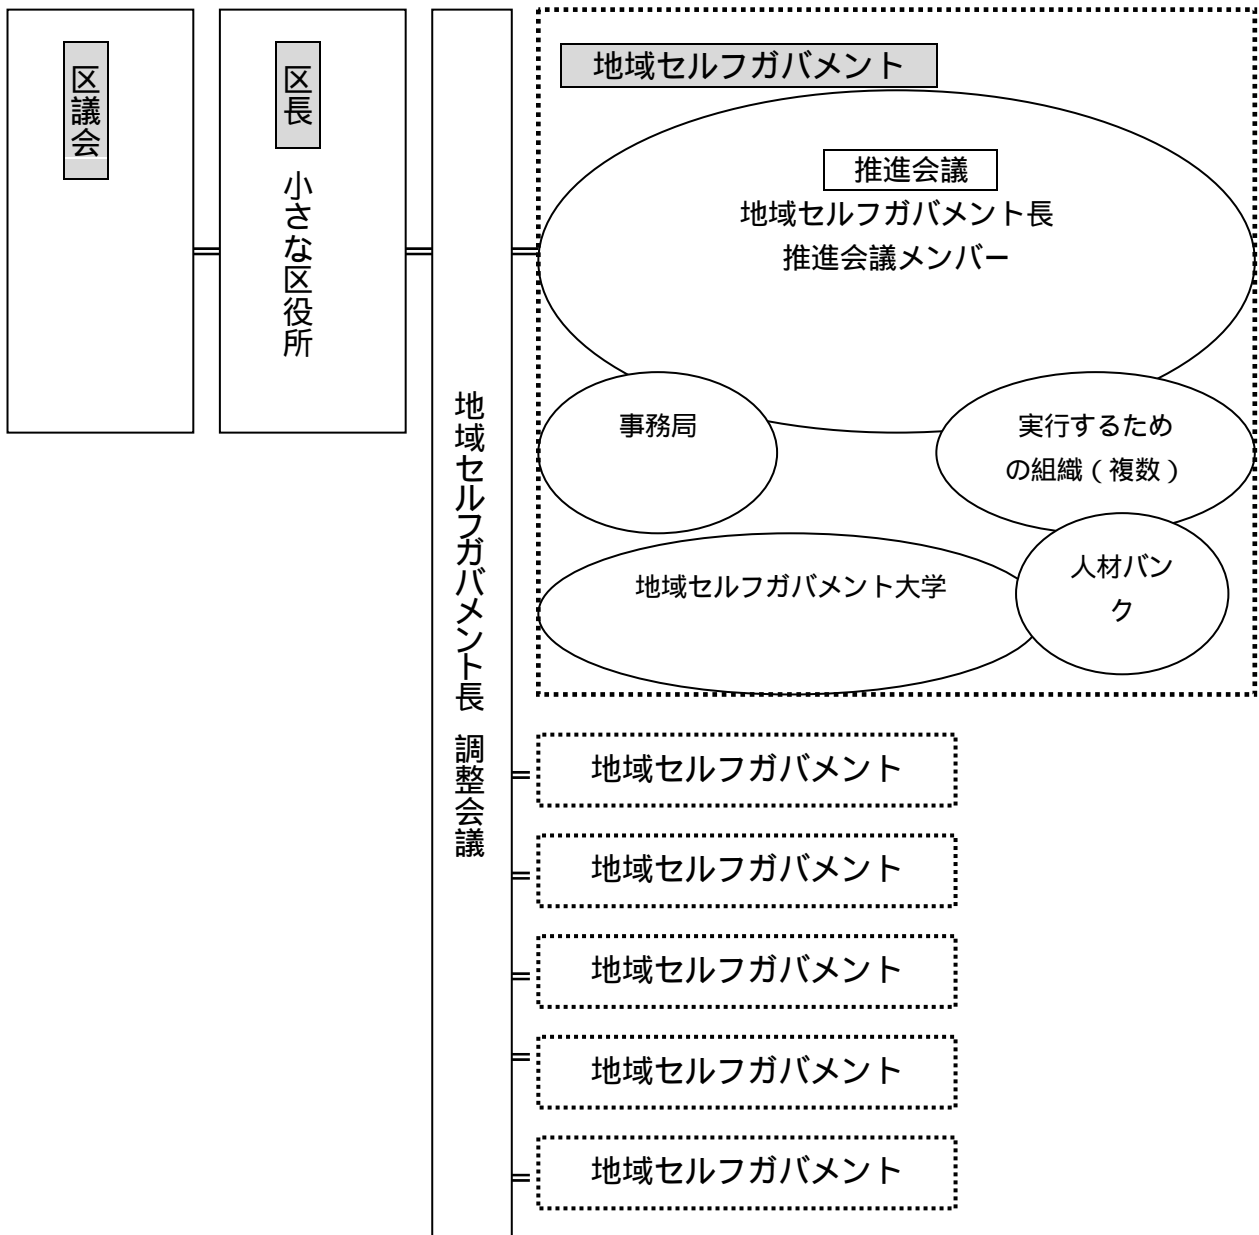 区議会
区長
小さな区役所
地域セルフガバメント長 調整会議
地域セルフガバメント
推進会議
地域セルフガバメント長
推進会議メンバー
事務局
実行するため
の組織（複数）
地域セルフガバメント大学
人材バン
ク
地域セルフガバメント
地域セルフガバメント
地域セルフガバメント
地域セルフガバメント
地域セルフガバメント